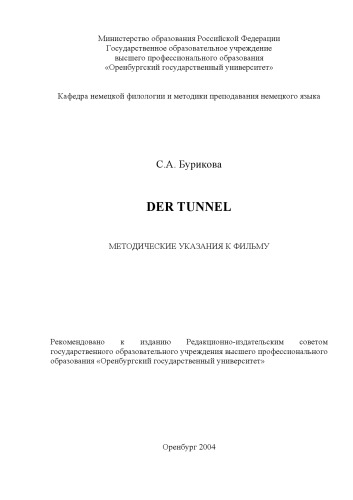 Министерство образования Российской Федерации
Государственное образовательное учреждение
высшего профессионального образования
«Оренбургский государственный университет»
Кафедра немецкой филологии и методики преподавания немецкого языка
С.А. Бурикова
DER TUNNEL
МЕТОДИЧЕСКИЕ УКАЗАНИЯ К ФИЛЬМУ
Рекомендовано к изданию Редакционно-издательским советом
государственного образовательного учреждения высшего профессионального
образования «Оренбургский государственный университет»
Оренбург 2004